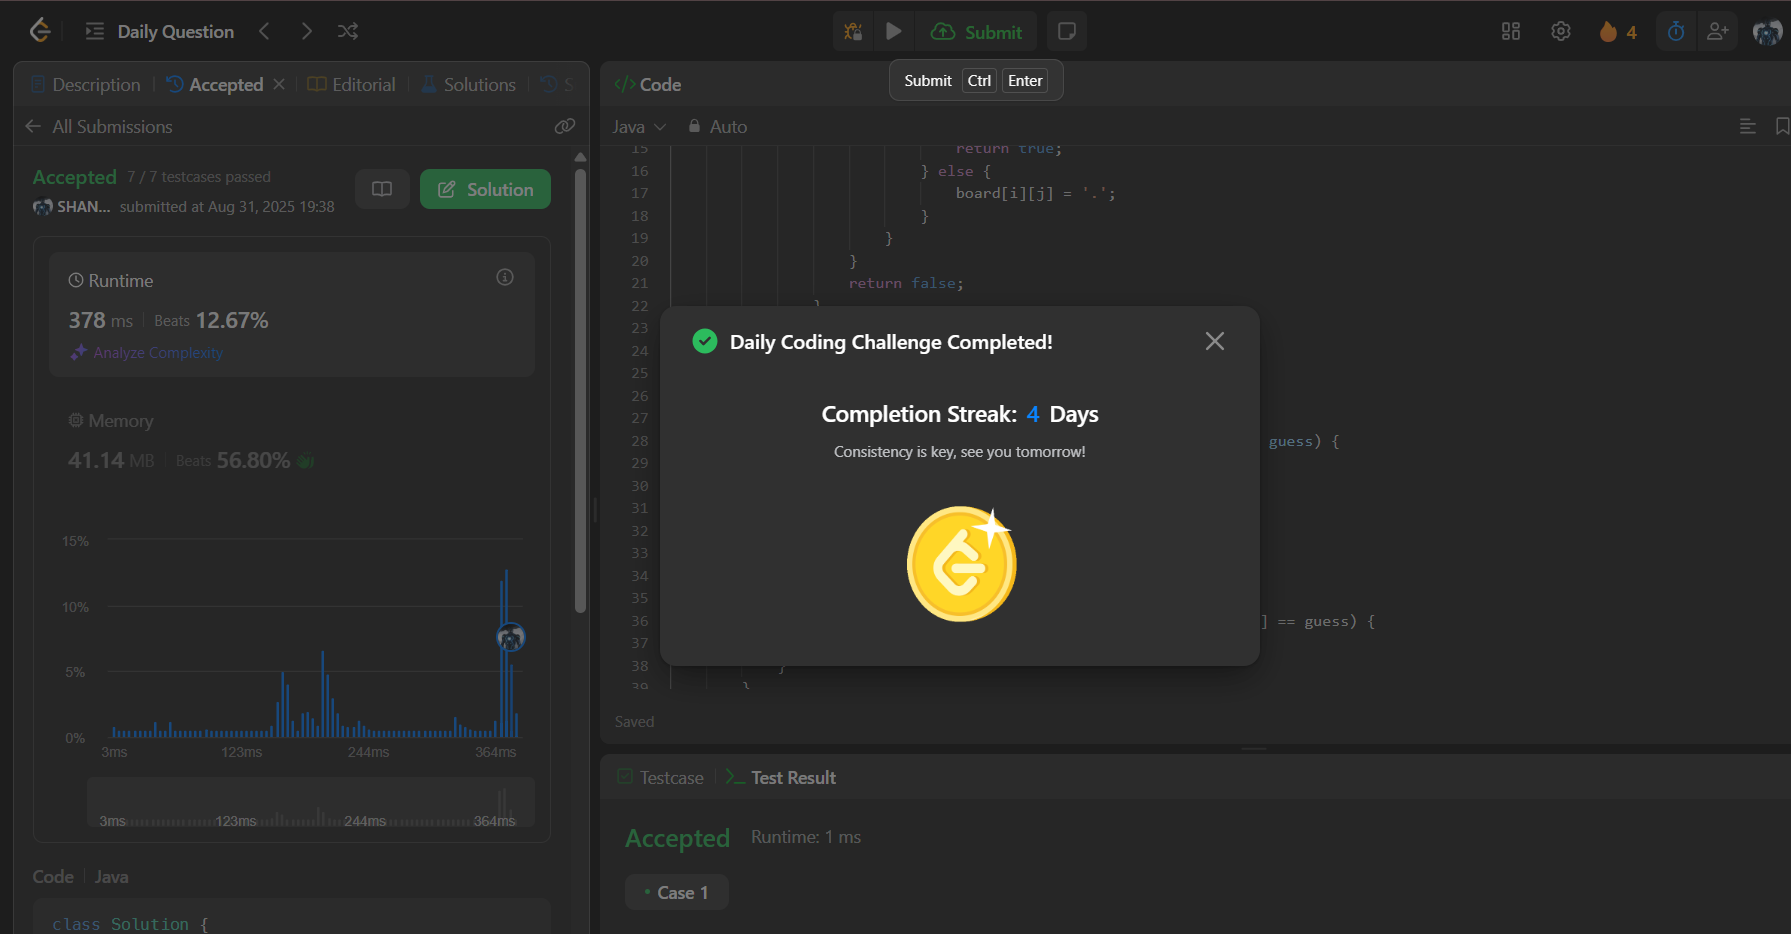 Daily Question
Submit
4
Submit Ctrl Enter
Description
Accepted
Editorial
Solutions
S
All Submissions
Accepted 7 / 7 testcases passed
SHAN... submitted at Aug 31, 2025 19:38
Solution
Runtime
378 ms Beats 12.67%
Analyze Complexity
Memory
41.14 MB Beats 56.80%
15%
10%
5%
0%
3ms 123ms 244ms 364ms
3ms 123ms 244ms 364ms
Code Java
class Solution {
</> Code
Java Auto
15 return true;
16 } else {
17 board[i][j] = '.';
18 }
19 }
20 }
21 return false;
22 }
23
24
25
26
27
28 guess) {
29
30
31
32
33
34
35
36 ] == guess) {
37
38 }
39 }
Saved
Daily Coding Challenge Completed!
Completion Streak: 4 Days
Consistency is key, see you tomorrow!
Testcase
Test Result
Accepted Runtime: 1 ms
Case 1